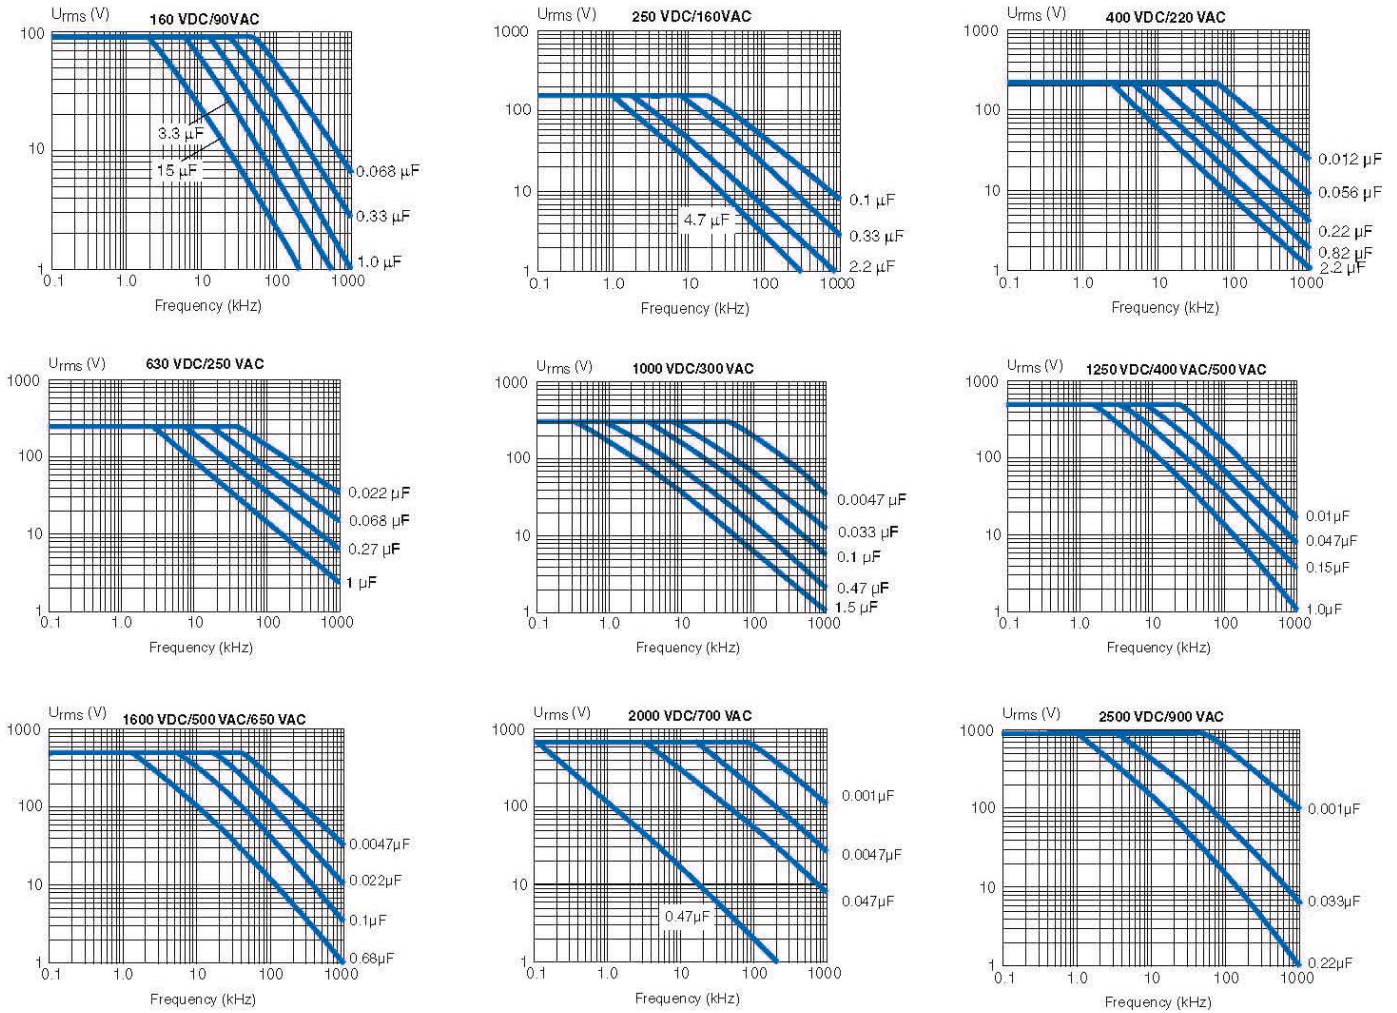 Urms (V)
160 VDC/90VAC
100
10
1
3.3 µF
15 µF
0.068 µF
0.33 µF
1.0 µF
0.1 1.0 10 100 1000
Frequency (kHz)
Urms (V)
250 VDC/160VAC
1000
100
10
1
4.7 µF
0.1 µF
0.33 µF
2.2 µF
0.1 1.0 10 100 1000
Frequency (kHz)
Urms (V)
400 VDC/220 VAC
1000
100
10
1
0.012 µF
0.056 µF
0.22 µF
0.82 µF
2.2 µF
0.1 1.0 10 100 1000
Frequency (kHz)
Urms (V)
630 VDC/250 VAC
1000
100
10
1
0.022 µF
0.068 µF
0.27 µF
1 µF
0.1 1.0 10 100 1000
Frequency (kHz)
Urms (V)
1000 VDC/300 VAC
1000
100
10
1
0.0047 µF
0.033 µF
0.1 µF
0.47 µF
1.5 µF
0.1 1.0 10 100 1000
Frequency (kHz)
Urms (V)
1250 VDC/400 VAC/500 VAC
1000
100
10
1
0.01µF
0.047µF
0.15µF
1.0µF
0.1 1.0 10 100 1000
Frequency (kHz)
Urms (V)
1600 VDC/500 VAC/650 VAC
1000
100
10
1
0.0047µF
0.022µF
0.1µF
0.68µF
0.1 1.0 10 100 1000
Frequency (kHz)
Urms (V)
2000 VDC/700 VAC
1000
100
10
1
0.47µF
0.001µF
0.0047µF
0.047µF
0.1 1.0 10 100 1000
Frequency (kHz)
Urms (V)
2500 VDC/900 VAC
1000
100
10
1
0.001µF
0.033µF
0.22µF
0.1 1.0 10 100 1000
Frequency (kHz)